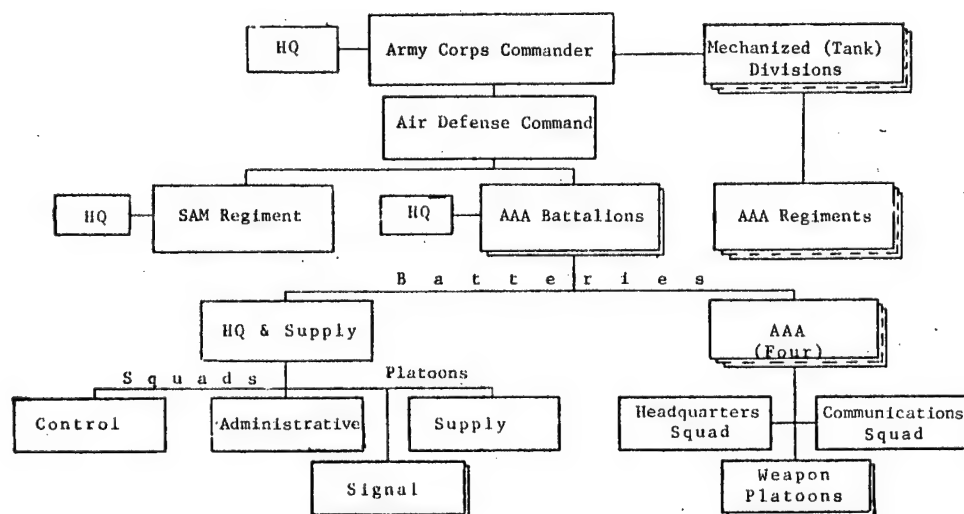 HQ
Army Corps Commander
Mechanized (Tank)
Divisions
Air Defense Command
HQ
SAM Regiment
HQ
AAA Battalions
AAA Regiments
B a t t e r i e s
HQ & Supply
AAA
(Four)
S q u a d s
Platoons
Control
Administrative
Supply
Headquarters
Squad
Communications
Squad
Signal
Weapon
Platoons